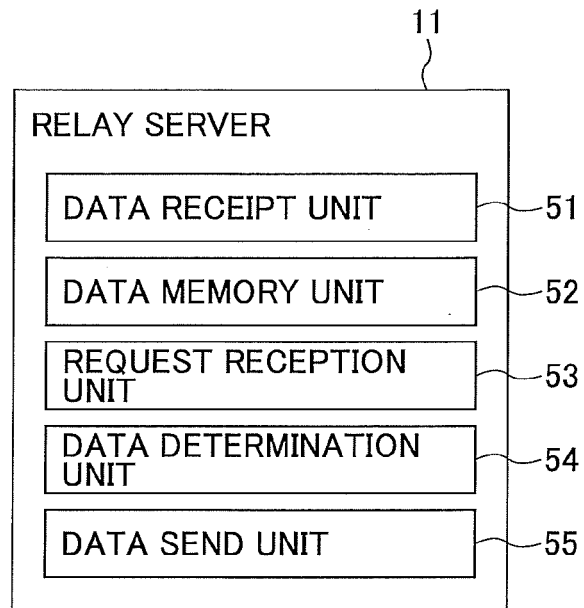 11
RELAY SERVER
DATA RECEIPT UNIT 51
DATA MEMORY UNIT 52
REQUEST RECEPTION
UNIT 53
DATA DETERMINATION
UNIT 54
DATA SEND UNIT 55